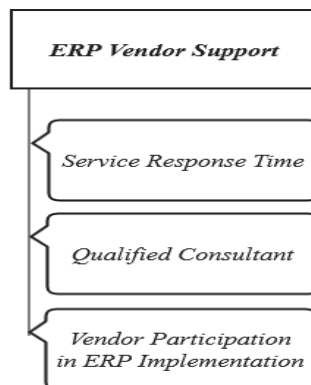 ERP Vendor Support
Service Response Time
Qualified Consultant
Vendor Participation
in ERP Implementation